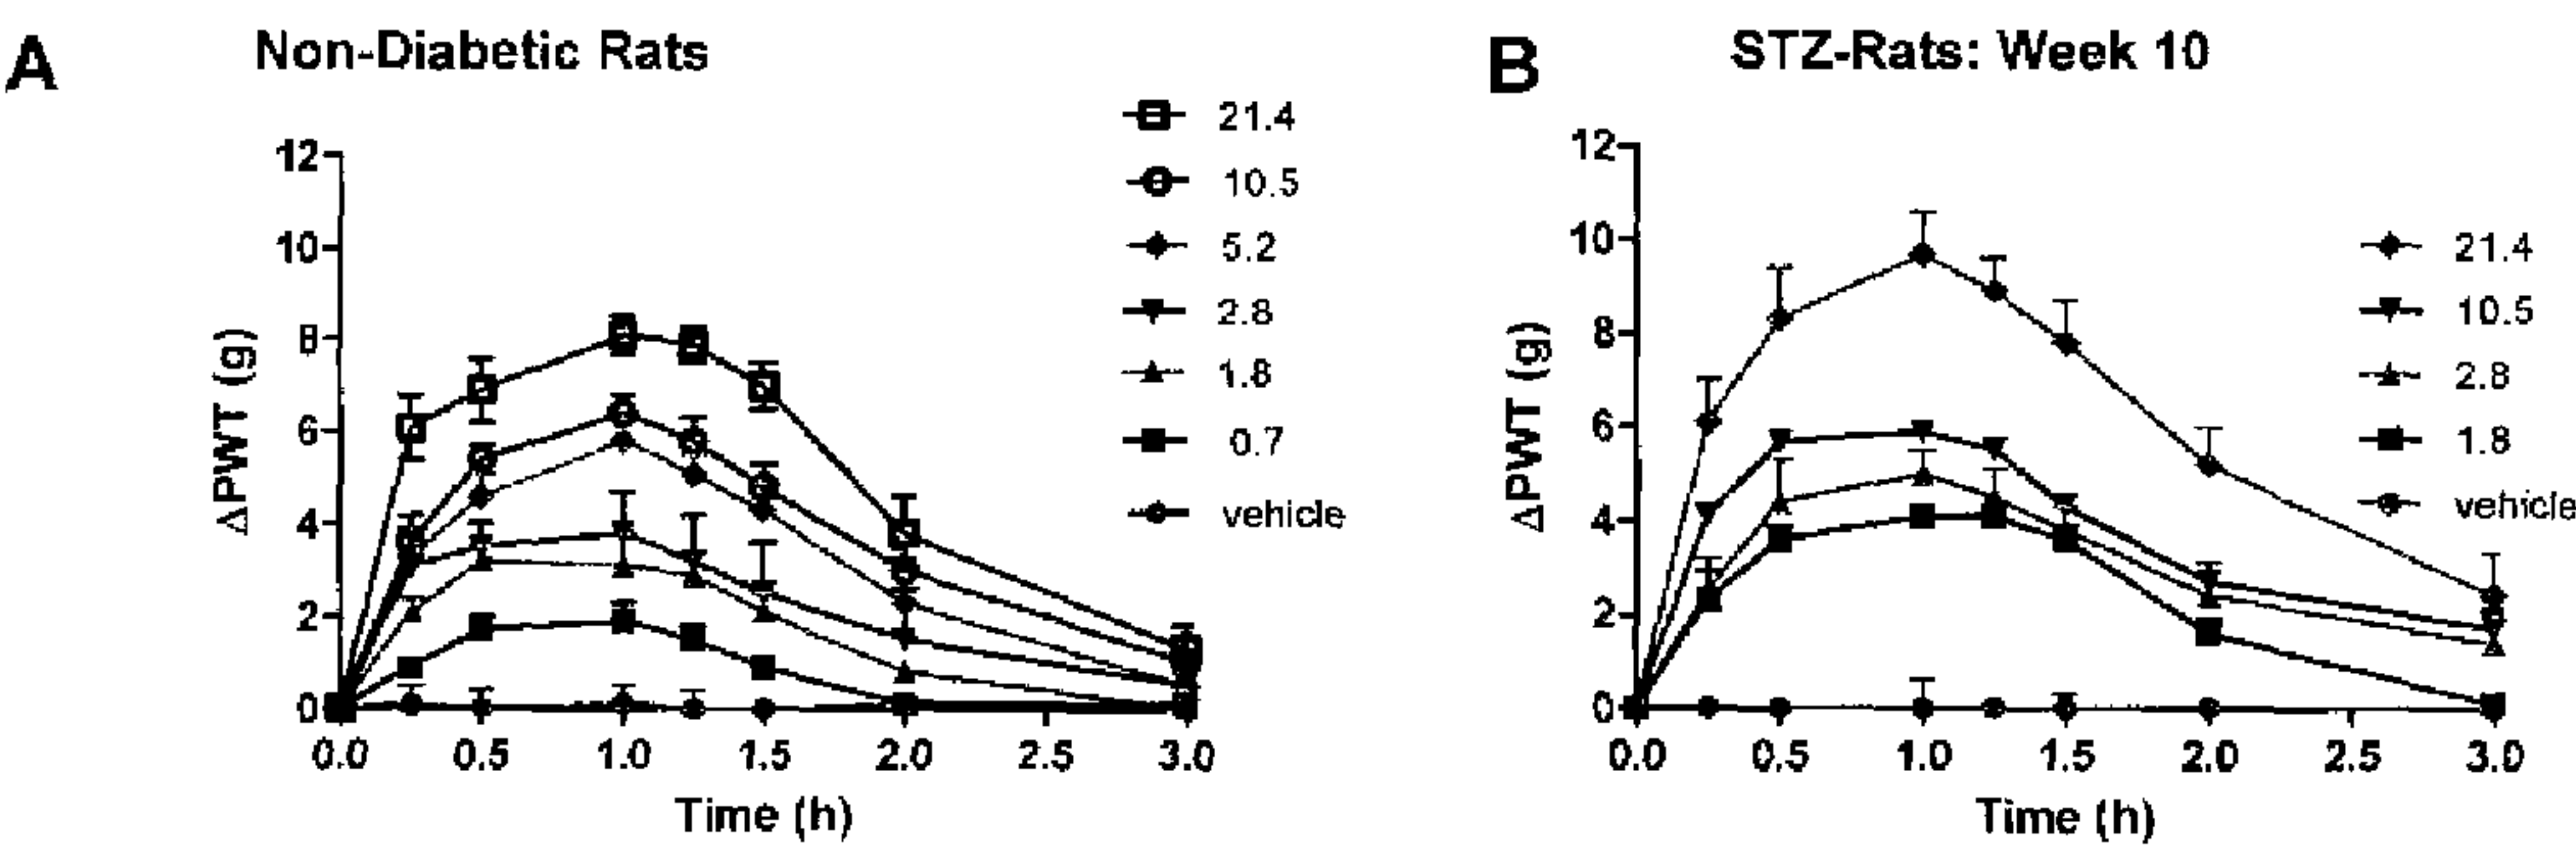 A
Non-Diabetic Rats
12
10
8
6
4
2
0
ΔPWT (g)
0.0 0.5 1.0 1.5 2.0 2.5 3.0
Time (h)
21.4
10.5
5.2
2.8
1.8
0.7
vehicle
B
STZ-Rats: Week 10
12
10
8
6
4
2
0
ΔPWT (g)
0.0 0.5 1.0 1.5 2.0 2.5 3.0
Time (h)
21.4
10.5
2.8
1.8
vehicle